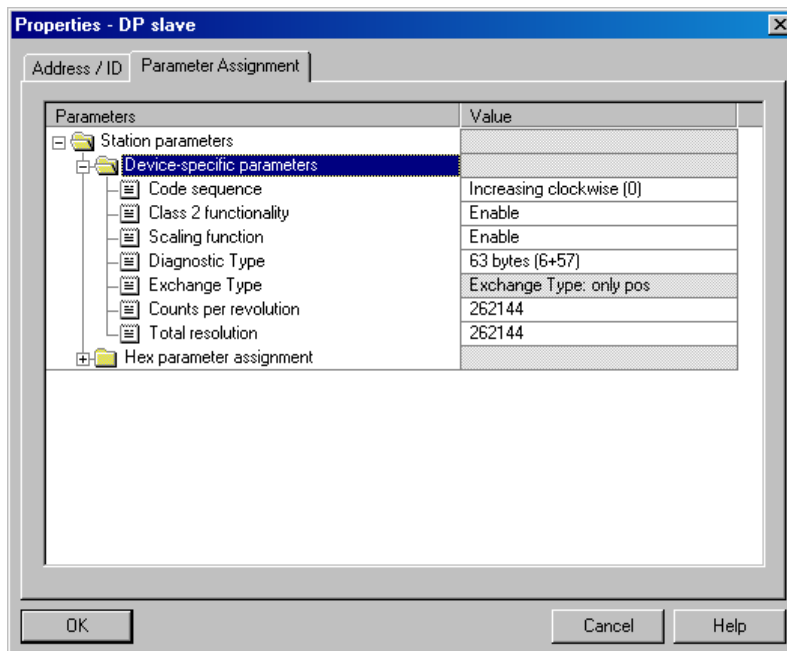 Properties - DP slave
Address / ID Parameter Assignment
Parameters Value
Station parameters
Device-specific parameters
Code sequence Increasing clockwise (0)
Class 2 functionality Enable
Scaling function Enable
Diagnostic Type 63 bytes (6+57)
Exchange Type Exchange Type: only pos
Counts per revolution 262144
Total resolution 262144
Hex parameter assignment
OK Cancel Help